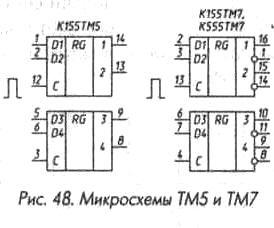 К155ТМ5
К155ТМ7,
К555ТМ7
1 D1 RG 1 14
2 D2
2 13
12 C
2 D1 RG 1 16
3 D2 1
2 15
13 C 14
5 D3 RG 3 9
6 D4
4 8
3 C
6 D3 RG 3 10
7 D4 11
4 9
4 C 8
Рис. 48. Микросхемы ТМ5 и ТМ7